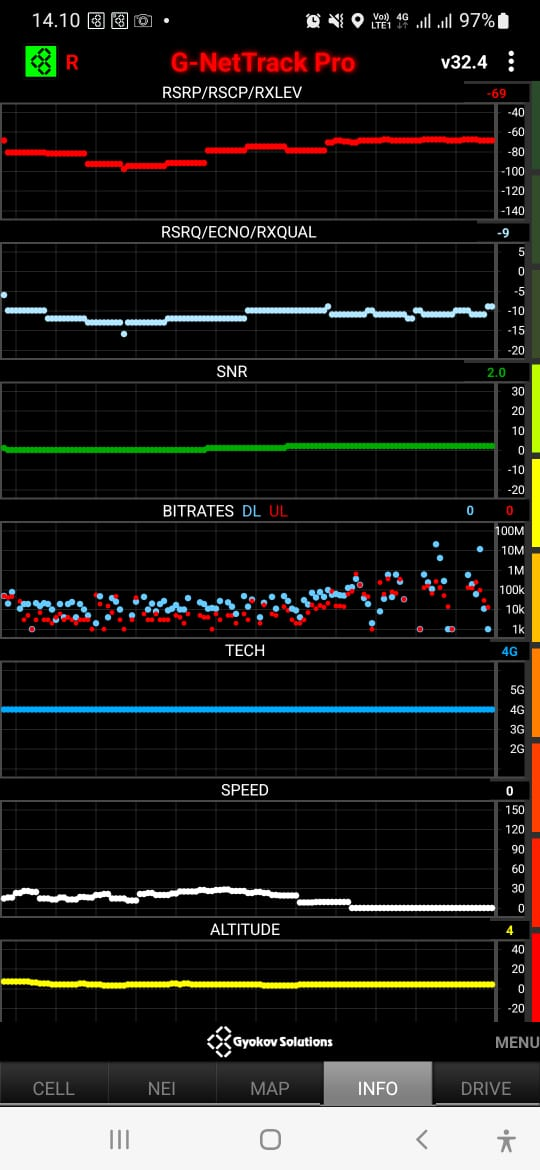 14.10 Vo)) LTE1 4G 97%
R G-NetTrack Pro v32.4
RSRP/RSCP/RXLEV -69
-40
-60
-80
-100
-120
-140
RSRQ/ECNO/RXQUAL -9
5
0
-5
-10
-15
-20
SNR 2.0
30
20
10
0
-10
-20
BITRATES DL UL 0 0
100M
10M
1M
100k
10k
1k
TECH 4G
5G
4G
3G
2G
SPEED 0
150
120
90
60
30
0
ALTITUDE 4
40
20
0
-20
Gyokov Solutions MENU
CELL NEI MAP INFO DRIVE